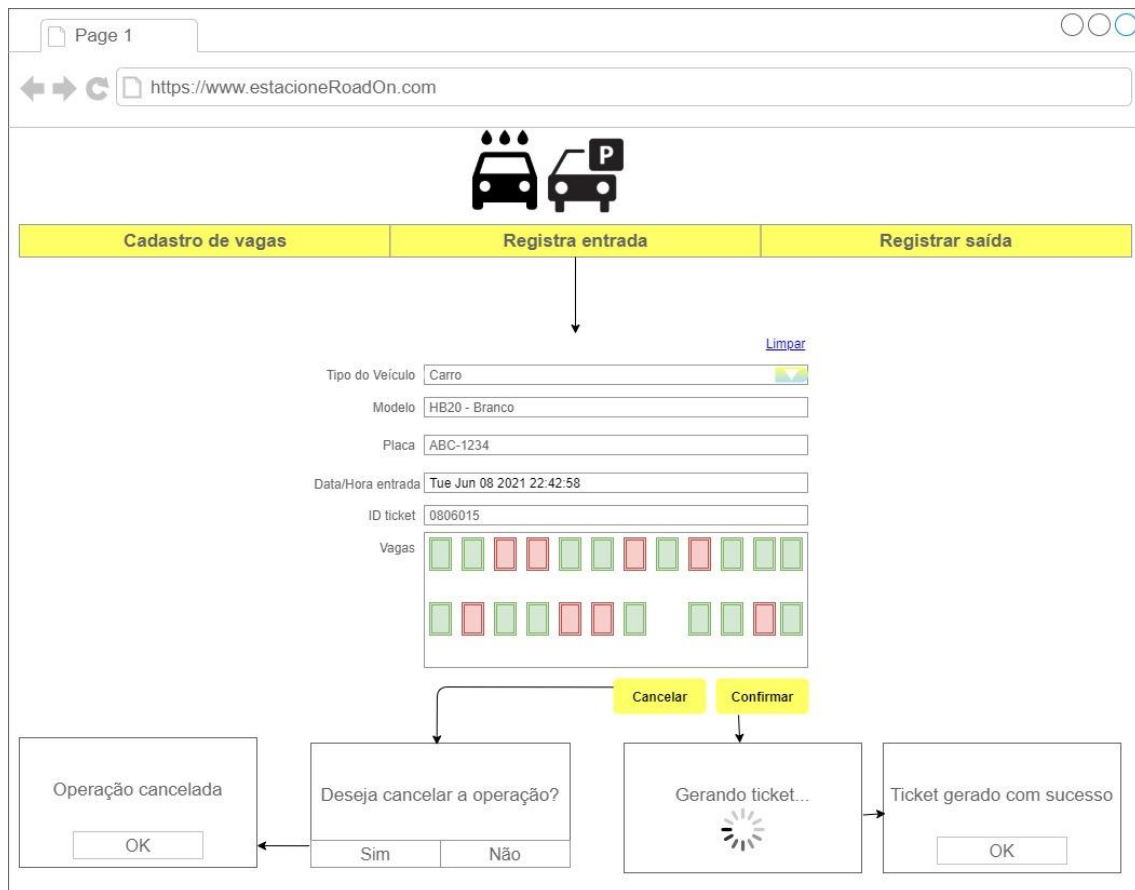 Page 1
https://www.estacioneRoadOn.com
P
Cadastro de vagas
Registra entrada
Registrar saída
Limpar
Tipo do Veículo Carro
Modelo HB20 - Branco
Placa ABC-1234
Data/Hora entrada Tue Jun 08 2021 22:42:58
ID ticket 0806015
Vagas
Cancelar
Confirmar
Operação cancelada
OK
Deseja cancelar a operação?
Sim
Não
Gerando ticket...
Ticket gerado com sucesso
OK